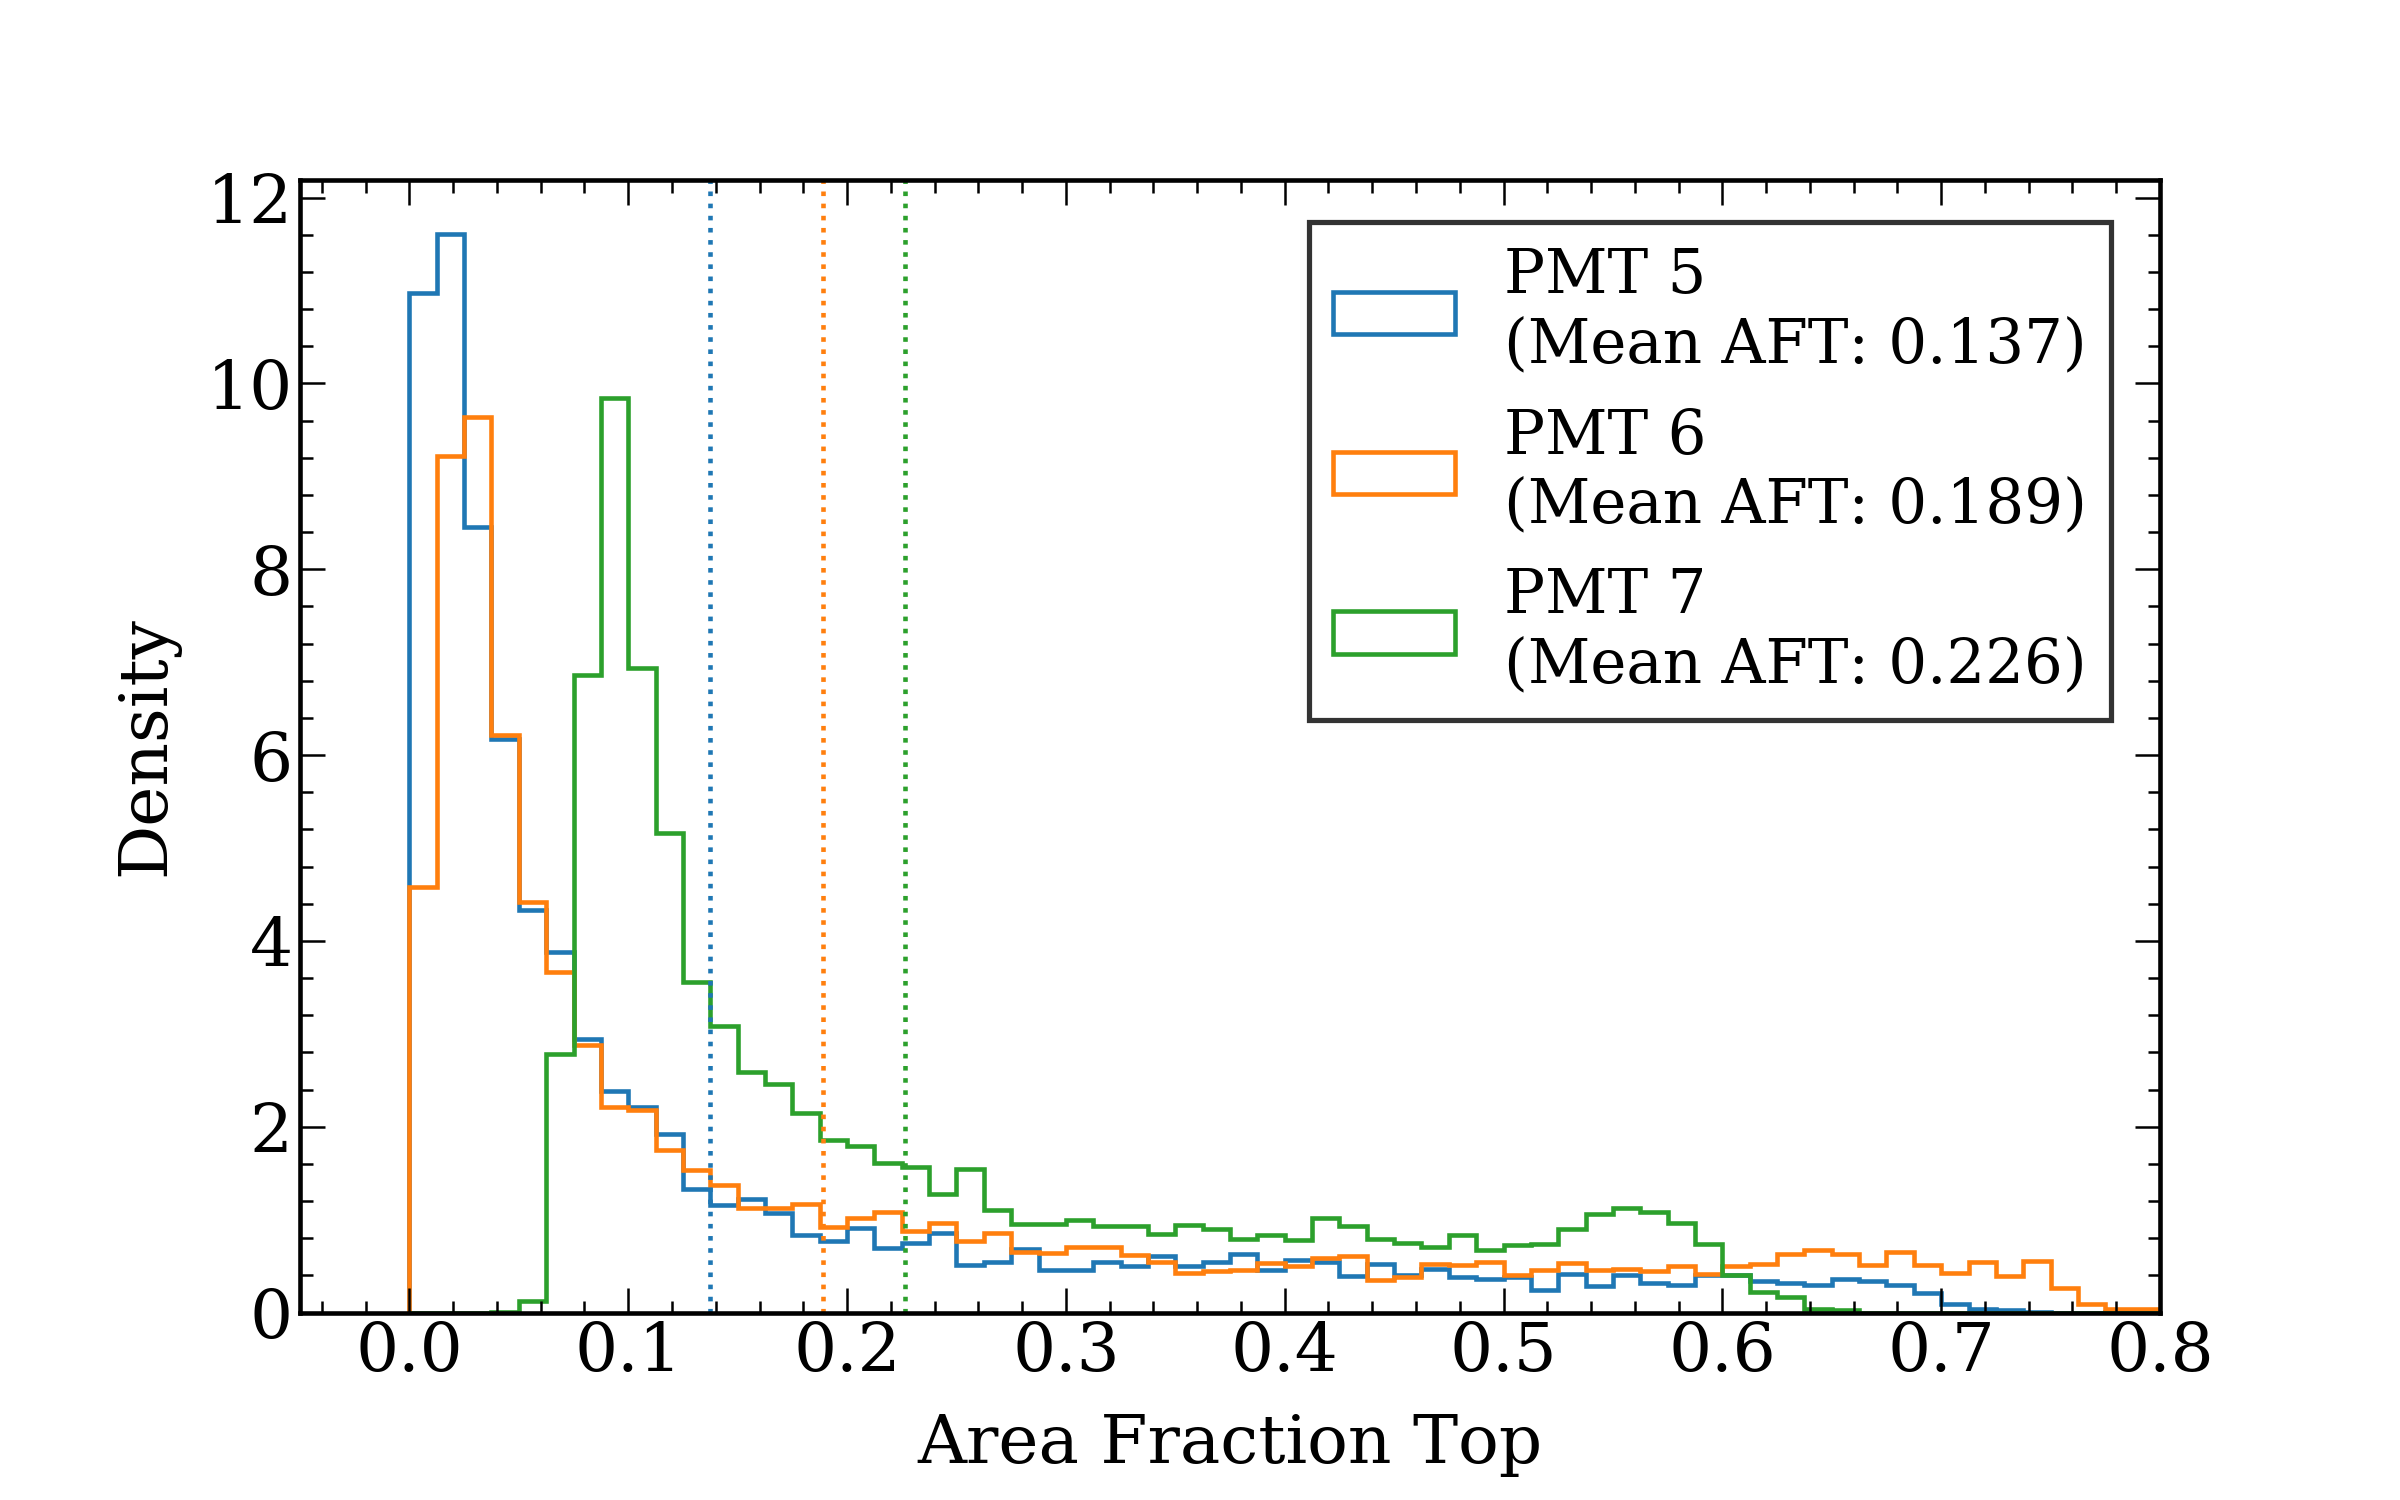 12
10
8
6
4
2
0
Density
0.0 0.1 0.2 0.3 0.4 0.5 0.6 0.7 0.8
Area Fraction Top
PMT 5
(Mean AFT: 0.137)
PMT 6
(Mean AFT: 0.189)
PMT 7
(Mean AFT: 0.226)